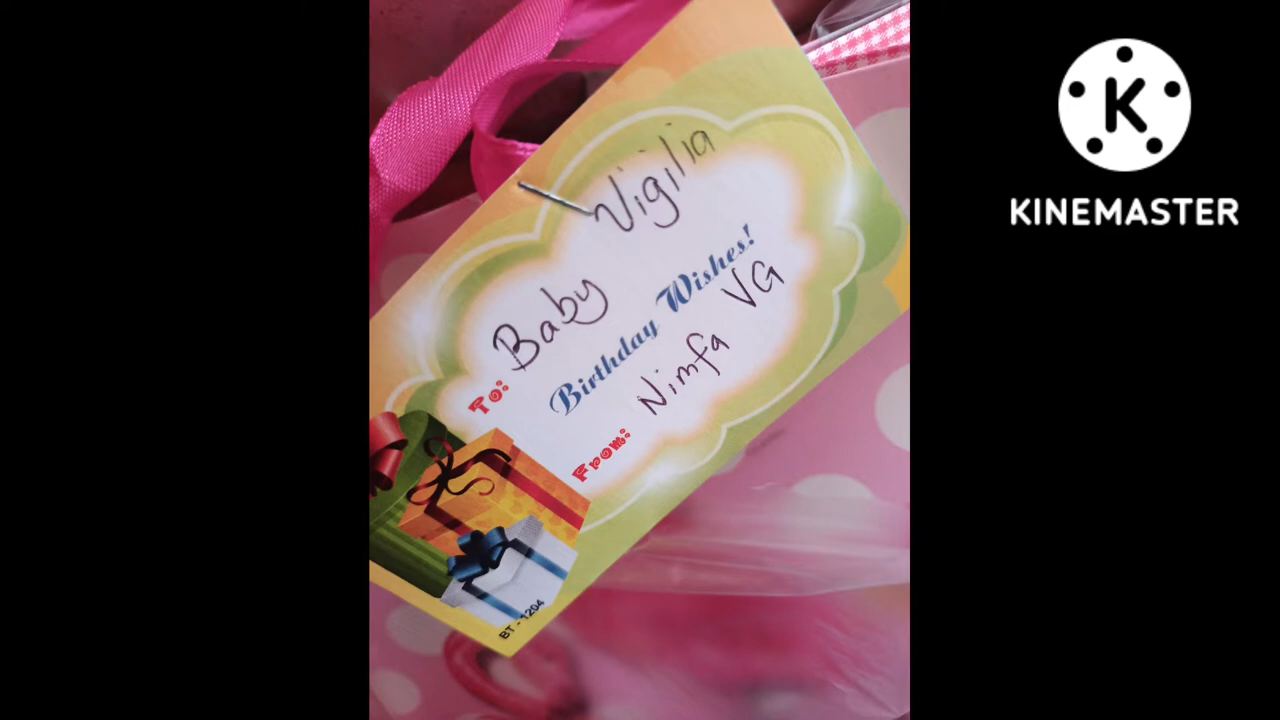 To: Baby Vigilia
Birthday Wishes!
From: Nimfa VG
BT - 1204
K
KINEMASTER